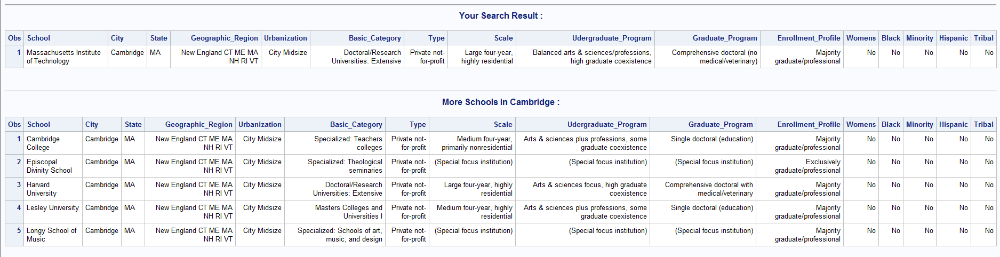 Your Search Result :
Obs School City State Geographic_Region Urbanization Basic_Category Type Scale Udergraduate_Program Graduate_Program Enrollment_Profile Womens Black Minority Hispanic Tribal
1 Massachusetts Institute Cambridge MA New England CT ME MA City Midsize Doctoral/Research Private not- Large four-year, Balanced arts & sciences/professions, Comprehensive doctoral (no Majority No No No No No
of Technology NH RI VT Universities: Extensive for-profit highly residential high graduate coexistence medical/veterinary) graduate/professional
More Schools in Cambridge :
Obs School City State Geographic_Region Urbanization Basic_Category Type Scale Udergraduate_Program Graduate_Program Enrollment_Profile Womens Black Minority Hispanic Tribal
1 Cambridge Cambridge MA New England CT ME MA City Midsize Specialized: Teachers Private not- Medium four-year, Arts & sciences plus professions, some Single doctoral (education) Majority No No No No No
College NH RI VT colleges for-profit primarily nonresidential graduate coexistence graduate/professional
2 Episcopal Cambridge MA New England CT ME MA City Midsize Specialized: Theological Private not- (Special focus institution) (Special focus institution) (Special focus institution) Exclusively No No No No No
Divinity School NH RI VT seminaries for-profit graduate/professional
3 Harvard Cambridge MA New England CT ME MA City Midsize Doctoral/Research Private not- Large four-year, highly Arts & sciences focus, high graduate Comprehensive doctoral with Majority No No No No No
University NH RI VT Universities: Extensive for-profit residential coexistence medical/veterinary graduate/professional
4 Lesley University Cambridge MA New England CT ME MA City Midsize Masters Colleges and Private not- Medium four-year, highly Arts & sciences plus professions, some Single doctoral (education) Majority No No No No No
NH RI VT Universities I for-profit residential graduate coexistence graduate/professional
5 Longy School of Cambridge MA New England CT ME MA City Midsize Specialized: Schools of art, Private not- (Special focus institution) (Special focus institution) (Special focus institution) Majority No No No No No
Music NH RI VT music, and design for-profit graduate/professional